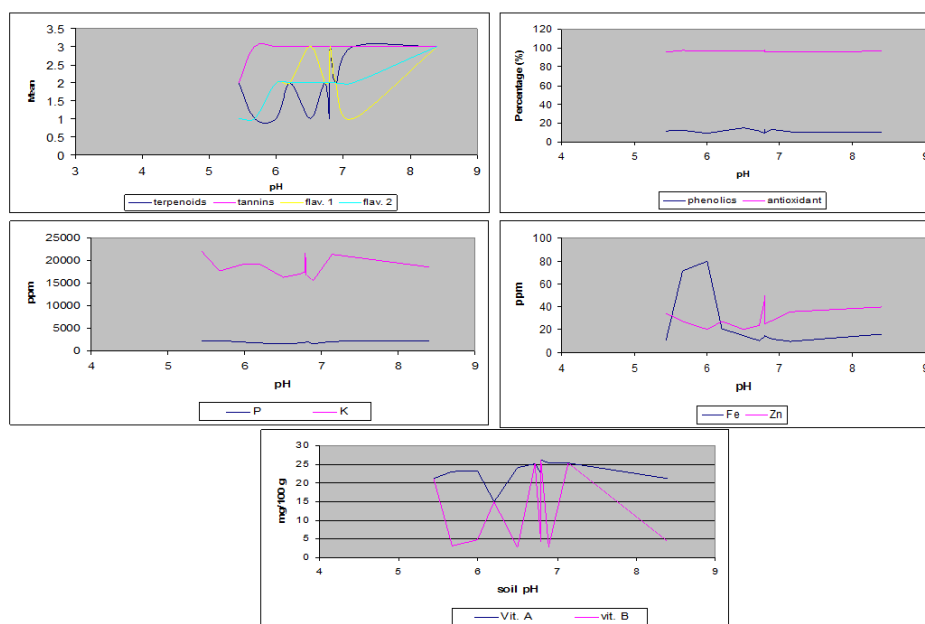 Mean
3.5
3
2.5
2
1.5
1
0.5
0
3 4 5 6 7 8 9
pH
terpenoids tannins flav. 1 flav. 2
Percentage (%)
120
100
80
60
40
20
0
4 5 6 7 8 9
pH
phenolics antioxidant
ppm
25000
20000
15000
10000
5000
0
4 5 6 7 8 9
pH
P K
ppm
100
80
60
40
20
0
4 5 6 7 8 9
pH
Fe Zn
mg/100 g
30
25
20
15
10
5
0
4 5 6 7 8 9
soil pH
Vit. A vit. B